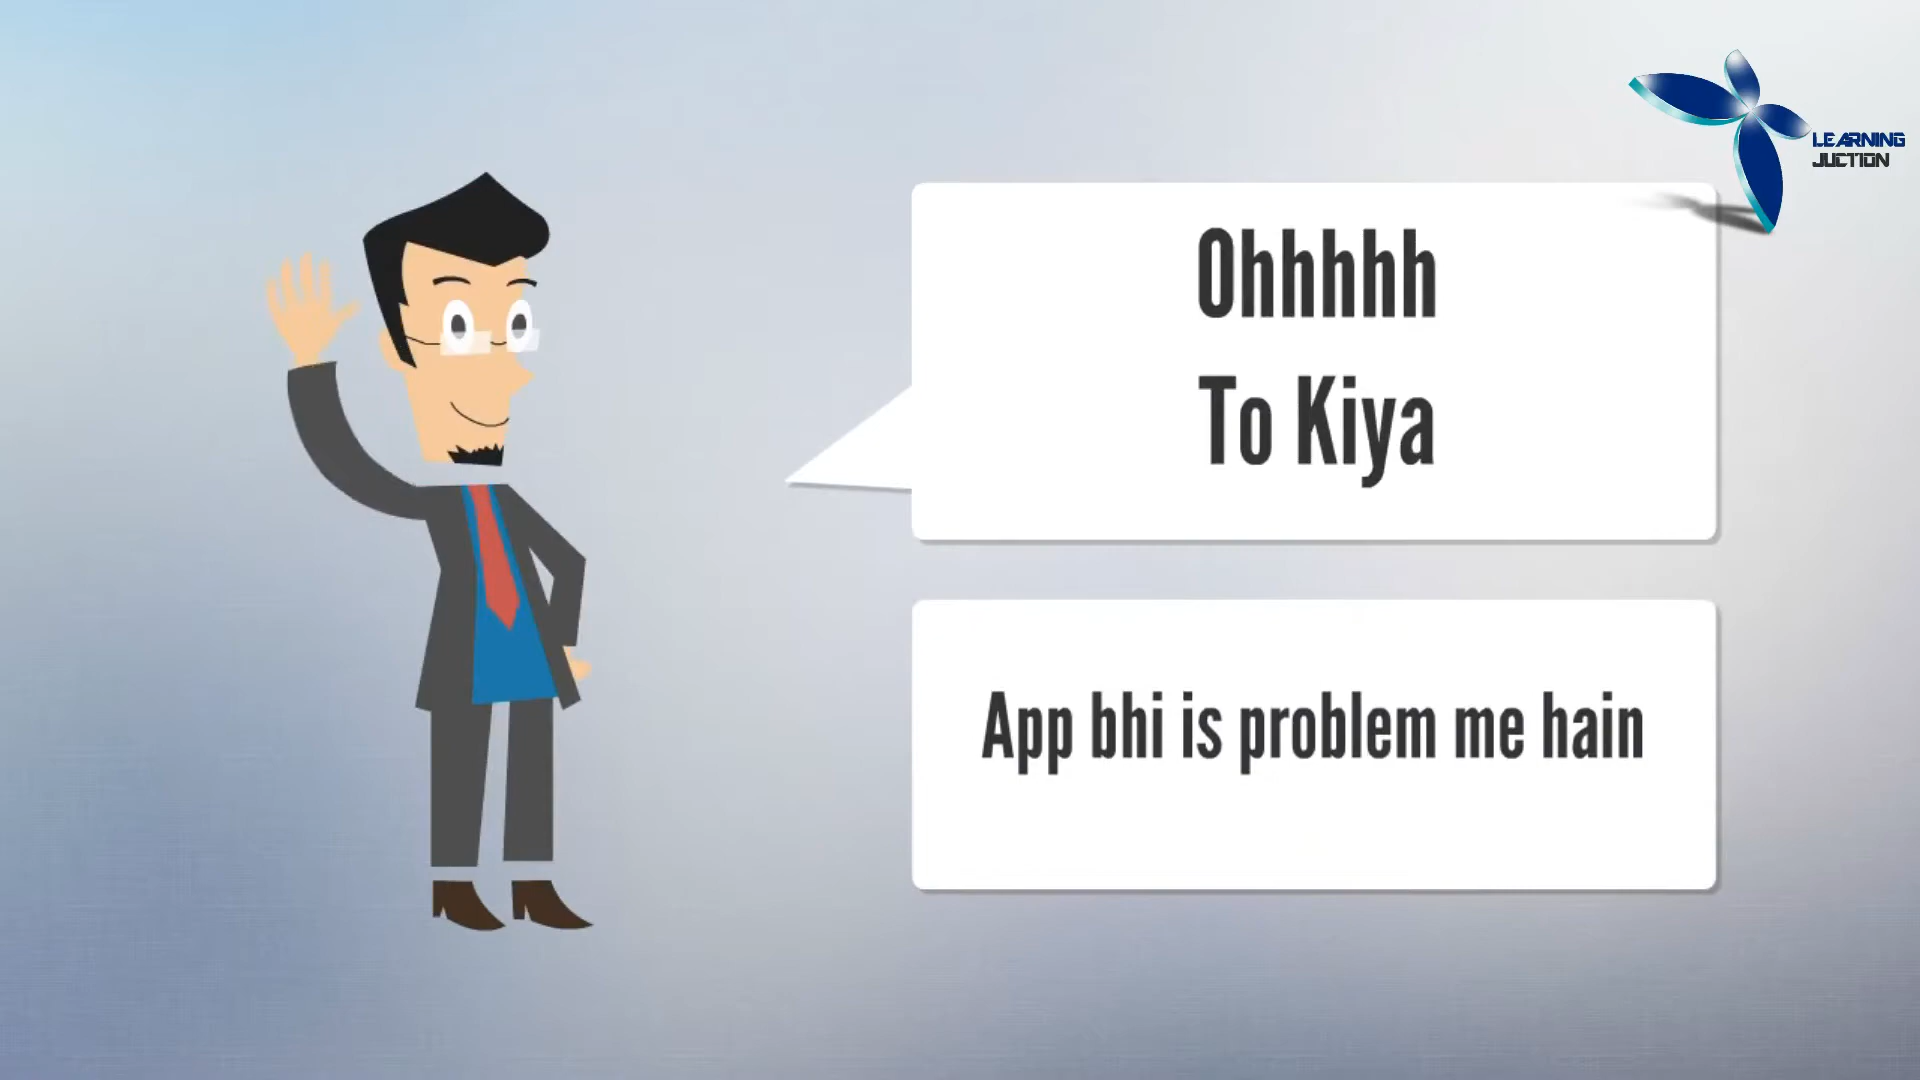 LEARNING
JUCTION
Ohhhhh
To Kiya
App bhi is problem me hain